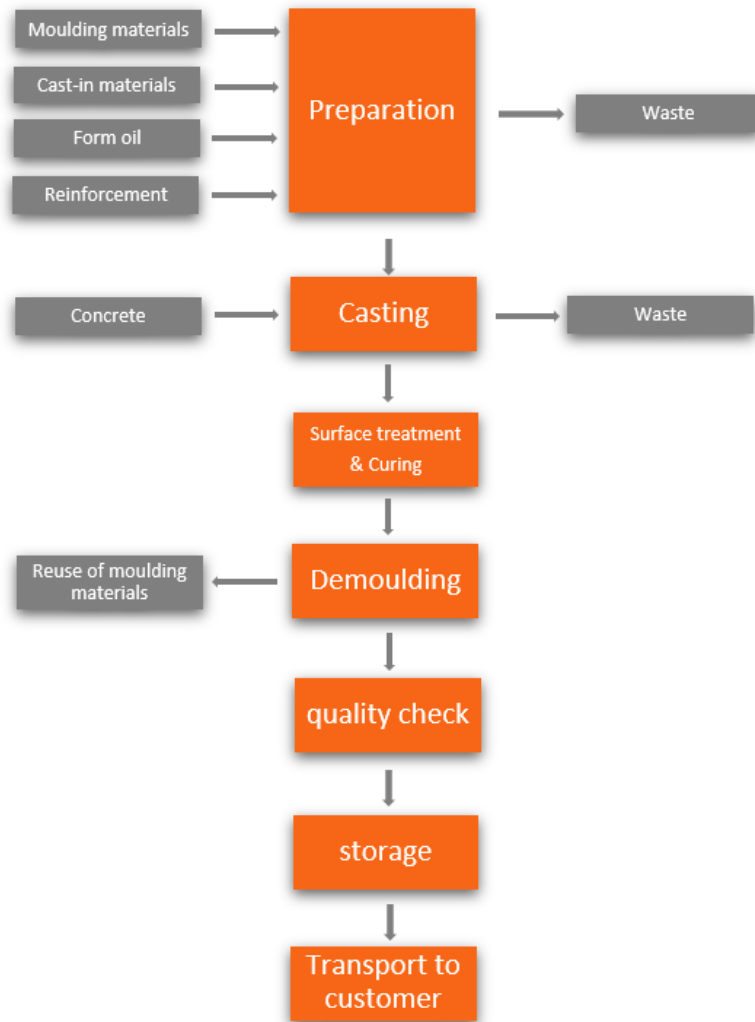 Moulding materials
Cast-in materials
Form oil
Reinforcement
Preparation
Waste
Concrete
Casting
Waste
Surface treatment
& Curing
Reuse of moulding
materials
Demoulding
quality check
storage
Transport to
customer